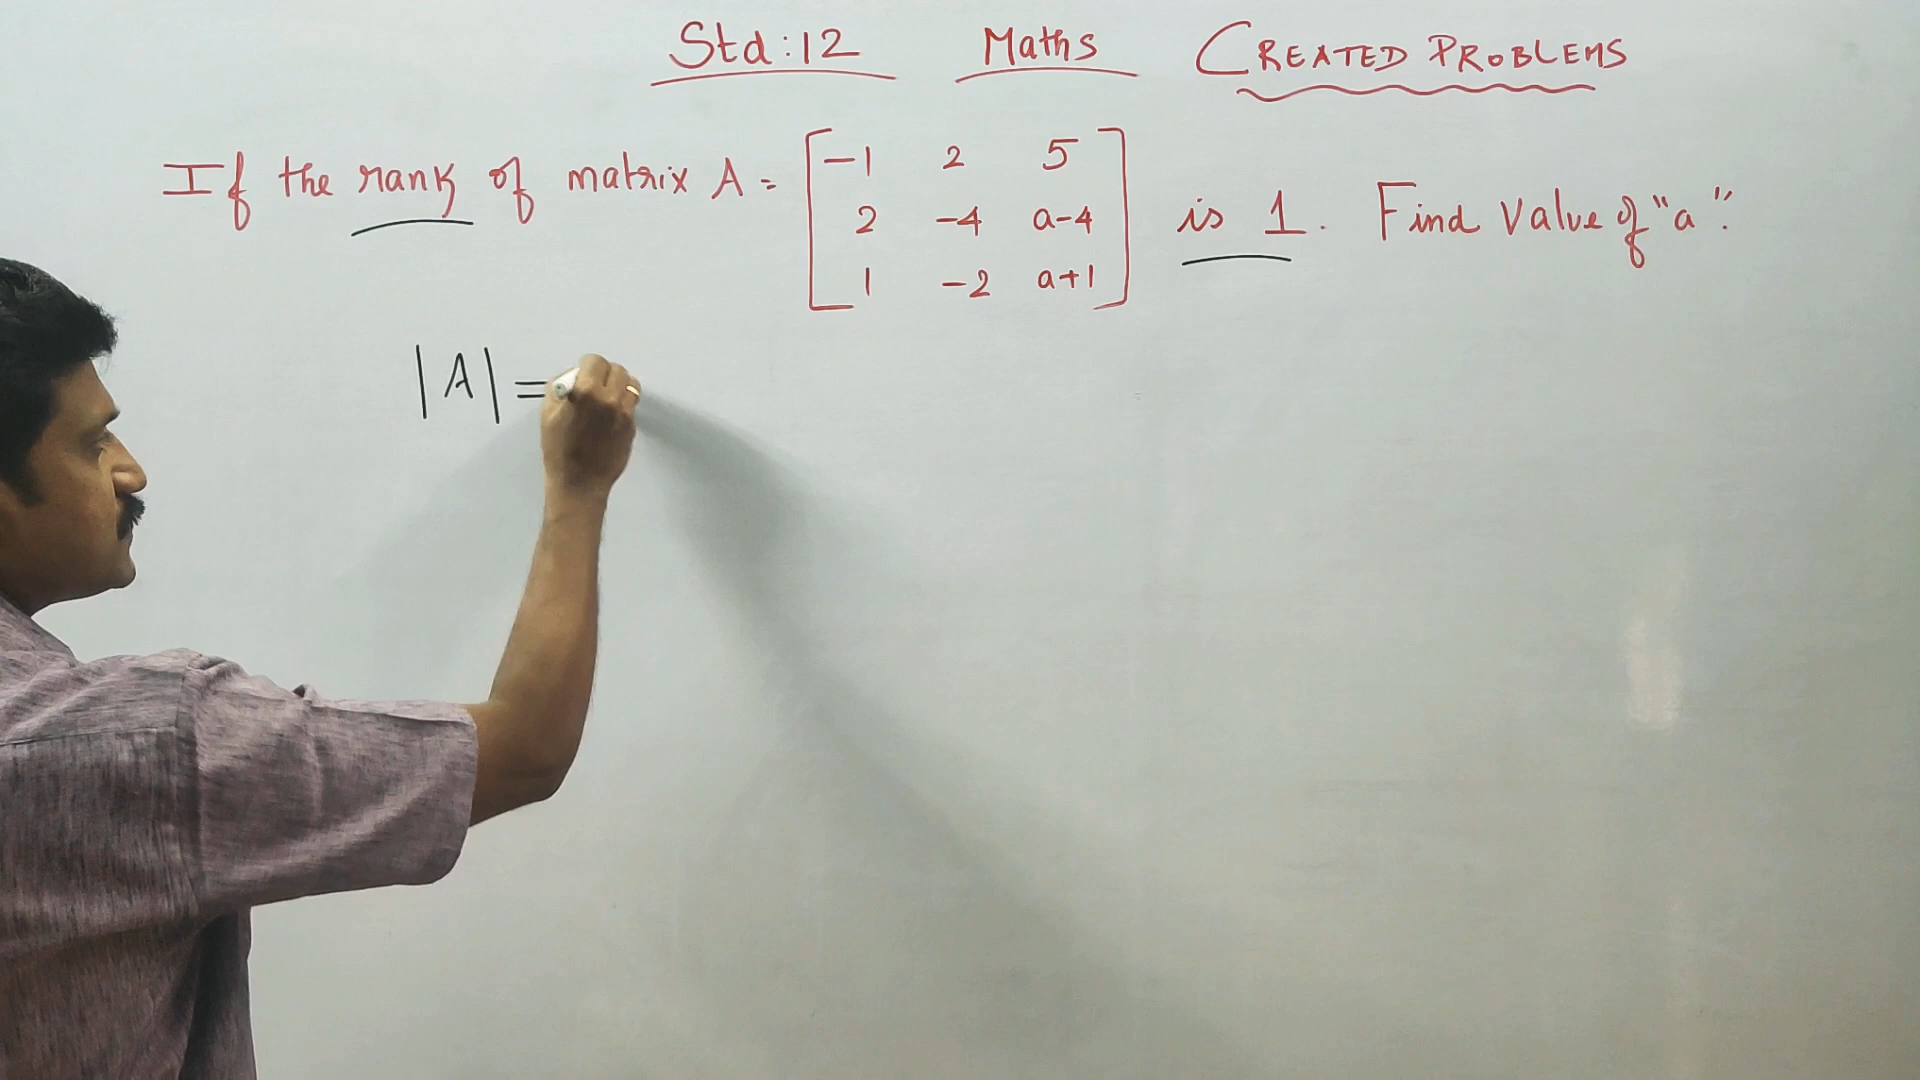 Std:12 Maths CREATED PROBLEMS
If the rank of matrix A = [ -1 2 5 ] is 1. Find Value of "a".
2 -4 a-4
1 -2 a+1
|A| =